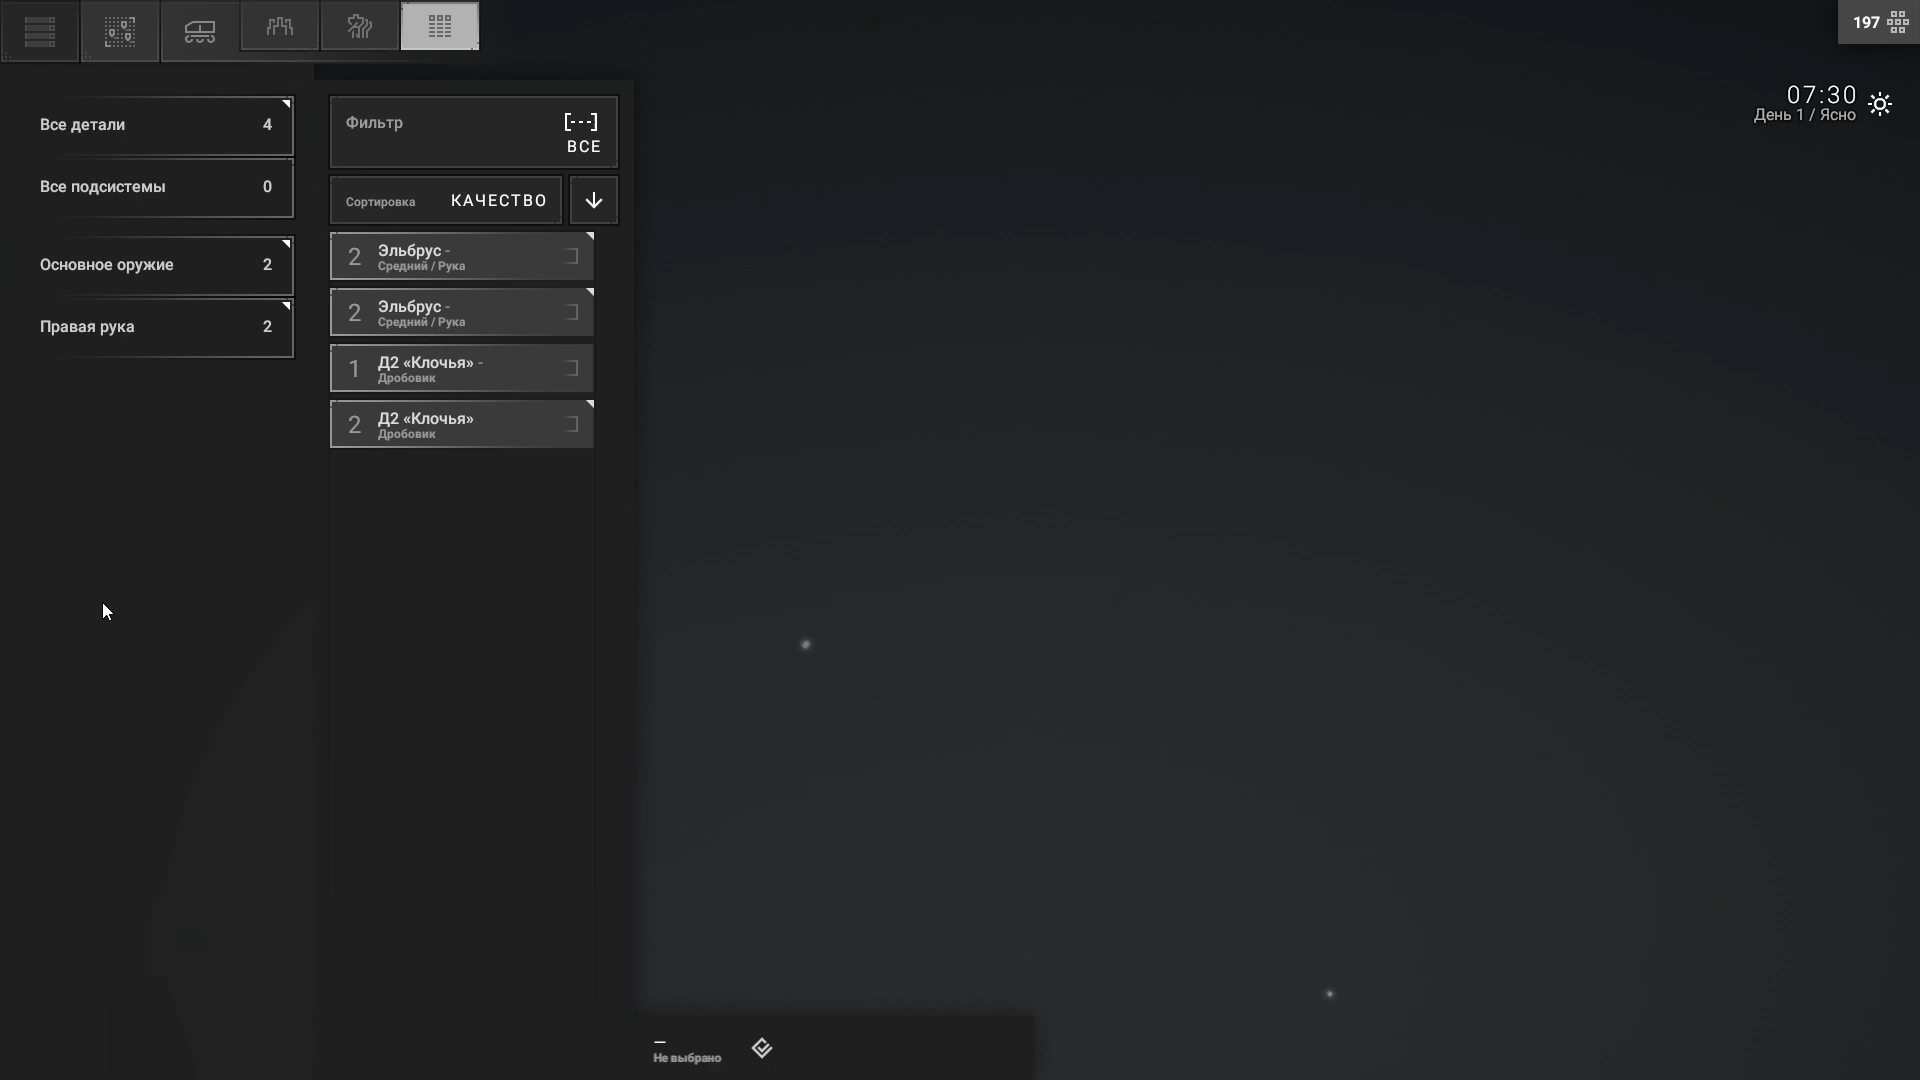 197
07:30
День 1 / Ясно
Все детали 4
Все подсистемы 0
Основное оружие 2
Правая рука 2
Фильтр
[---]
ВСЕ
Сортировка КАЧЕСТВО
2 Эльбрус -
Средний / Рука
2 Эльбрус -
Средний / Рука
1 Д2 «Клочья» -
Дробовик
2 Д2 «Клочья»
Дробовик
—
Не выбрано